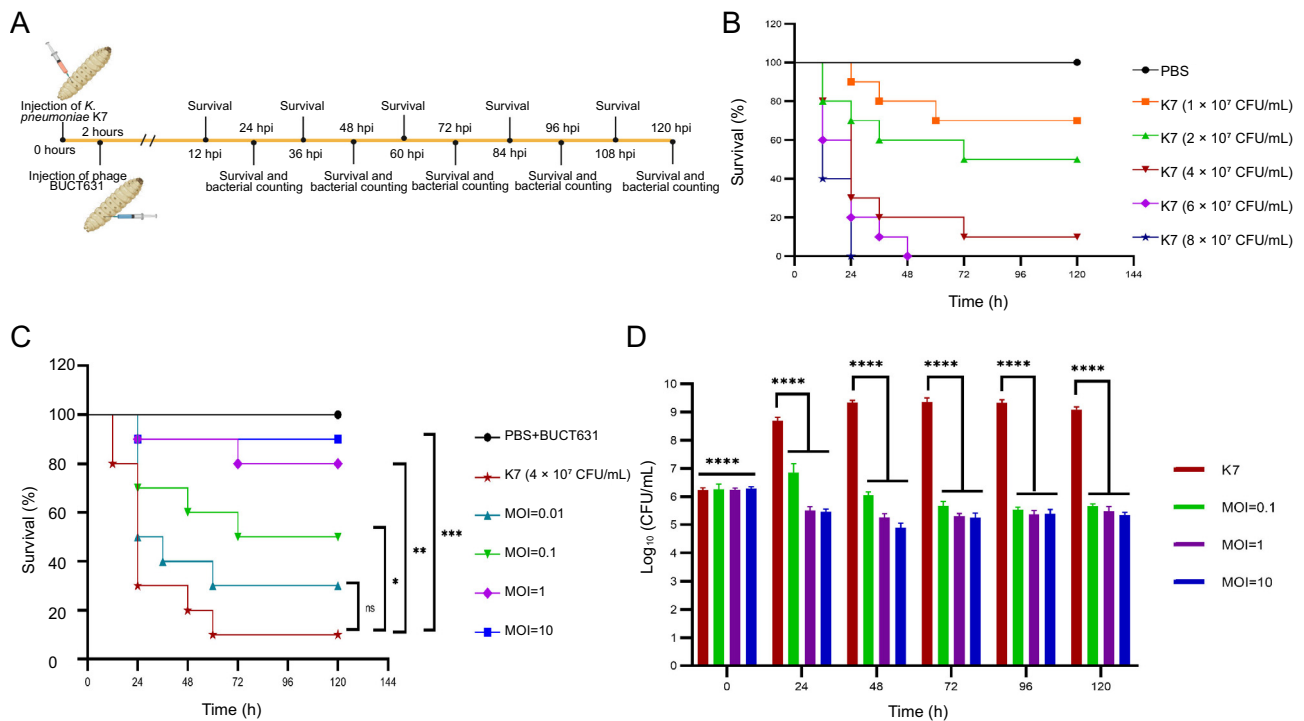 A
Injection of K.
pneumoniae K7
2 hours
0 hours
Injection of phage
BUCT631
Survival Survival Survival Survival Survival
24 hpi 48 hpi 72 hpi 96 hpi 120 hpi
12 hpi 36 hpi 60 hpi 84 hpi 108 hpi
Survival and Survival and Survival and Survival and Survival and
bacterial counting bacterial counting bacterial counting bacterial counting bacterial counting
B
Survival (%)
120
100
80
60
40
20
0
0 24 48 72 96 120 144
Time (h)
PBS
K7 (1 × 10⁷ CFU/mL)
K7 (2 × 10⁷ CFU/mL)
K7 (4 × 10⁷ CFU/mL)
K7 (6 × 10⁷ CFU/mL)
K7 (8 × 10⁷ CFU/mL)
C
Survival (%)
120
100
80
60
40
20
0
0 24 48 72 96 120 144
Time (h)
ns
*
**
***
PBS+BUCT631
K7 (4 × 10⁷ CFU/mL)
MOI=0.01
MOI=0.1
MOI=1
MOI=10
D
Log₁₀ (CFU/mL)
10
9
8
7
6
5
4
3
2
1
0
**** **** **** **** **** ****
0 24 48 72 96 120
Time (h)
K7
MOI=0.1
MOI=1
MOI=10